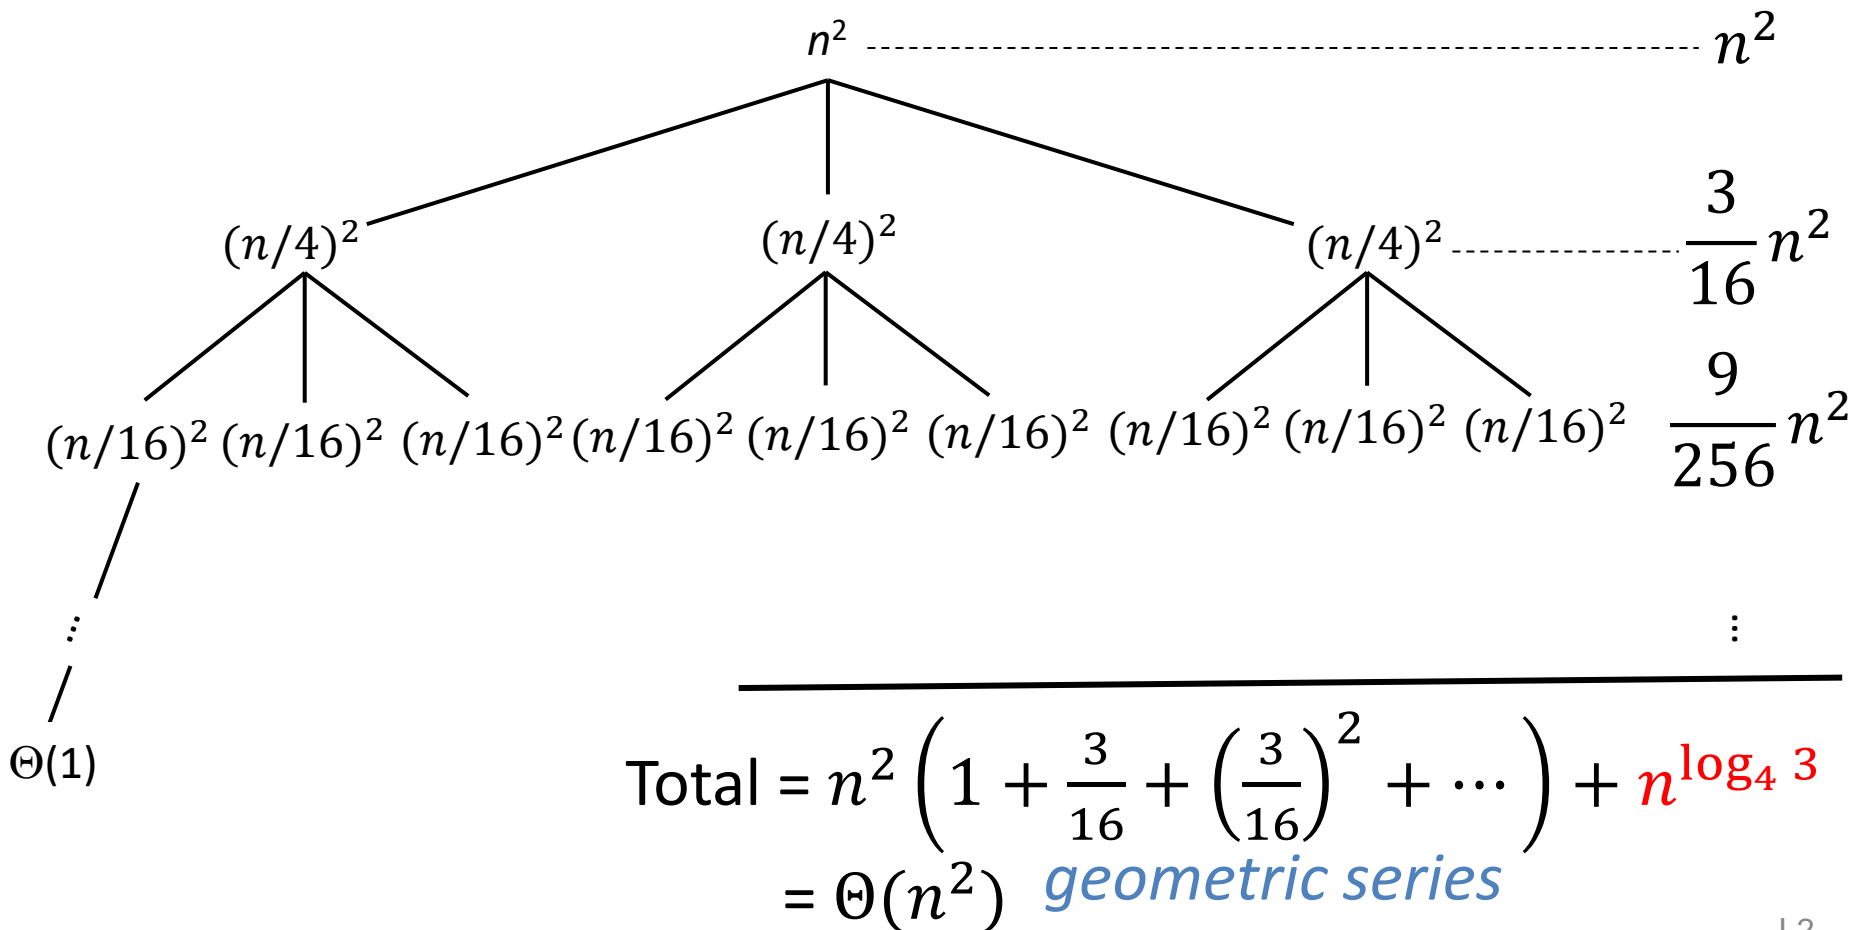 n² n²
(n/4)² (n/4)² (n/4)² 3/16 n²
(n/16)² (n/16)² (n/16)² (n/16)² (n/16)² (n/16)² (n/16)² (n/16)² (n/16)² 9/256 n²
⋮ ⋮
Θ(1)
Total = n² (1 + 3/16 + (3/16)² + ⋯) + n^(log₄ 3)
= Θ(n²) geometric series